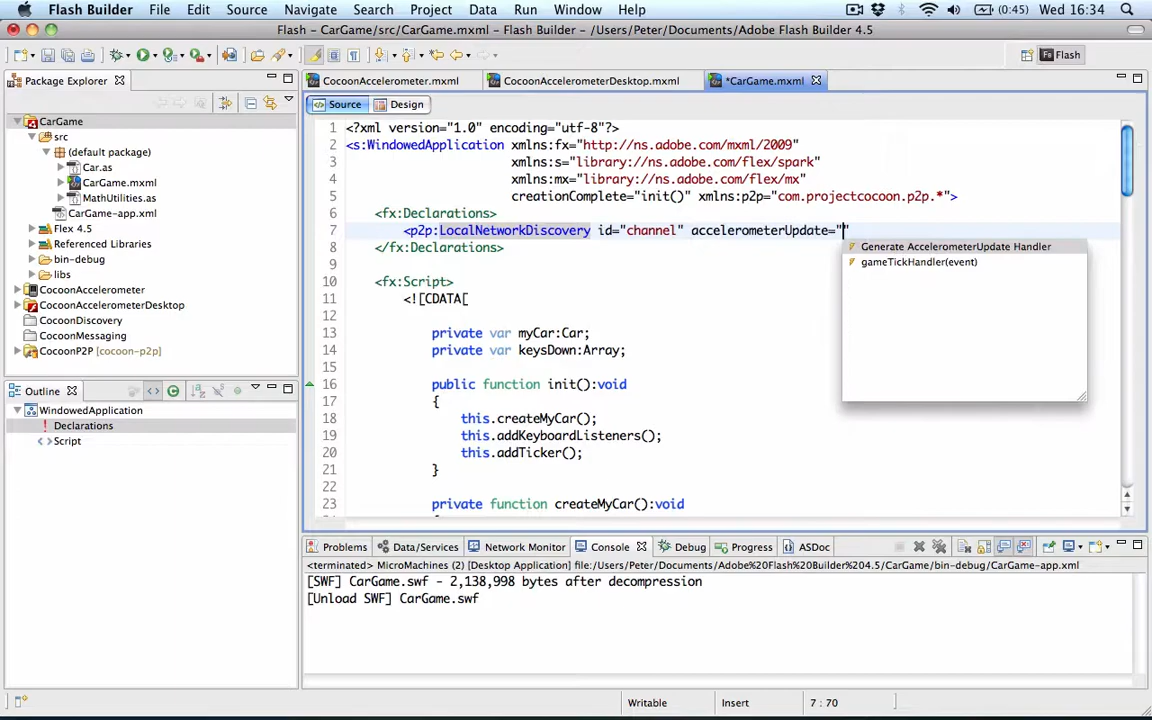 Flash Builder File Edit Source Navigate Search Project Data Run Window Help (0:45) Wed 16:34
Flash - CarGame/src/CarGame.mxml - Flash Builder - /Users/Peter/Documents/Adobe Flash Builder 4.5
Flash
Package Explorer
CarGame
src
(default package)
Car.as
CarGame.mxml
MathUtilities.as
CarGame-app.xml
Flex 4.5
Referenced Libraries
bin-debug
libs
CocoonAccelerometer
CocoonAccelerometerDesktop
CocoonDiscovery
CocoonMessaging
CocoonP2P [cocoon-p2p]
Outline
WindowedApplication
Declarations
Script
CocoonAccelerometer.mxml CocoonAccelerometerDesktop.mxml *CarGame.mxml
Source Design
1 <?xml version="1.0" encoding="utf-8"?>
2 <s:WindowedApplication xmlns:fx="http://ns.adobe.com/mxml/2009"
3 xmlns:s="library://ns.adobe.com/flex/spark"
4 xmlns:mx="library://ns.adobe.com/flex/mx"
5 creationComplete="init()" xmlns:p2p="com.projectcocoon.p2p.*">
6 <fx:Declarations>
7 <p2p:LocalNetworkDiscovery id="channel" accelerometerUpdate=""
8 </fx:Declarations>
9
10 <fx:Script>
11 <![CDATA[
12
13 private var myCar:Car;
14 private var keysDown:Array;
15
16 public function init():void
17 {
18 this.createMyCar();
19 this.addKeyboardListeners();
20 this.addTicker();
21 }
22
23 private function createMyCar():void
Generate AccelerometerUpdate Handler
gameTickHandler(event)
Problems Data/Services Network Monitor Console Debug Progress ASDoc
<terminated> MicroMachines (2) [Desktop Application] file:/Users/Peter/Documents/Adobe%20Flash%20Builder%204.5/CarGame/bin-debug/CarGame-app.xml
[SWF] CarGame.swf - 2,138,998 bytes after decompression
[Unload SWF] CarGame.swf
Writable Insert 7 : 70